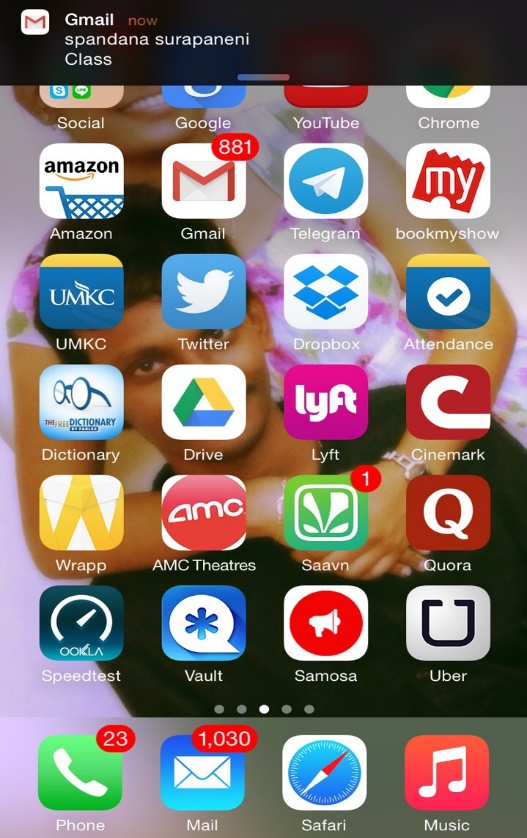 Gmail now
spandana surapaneni
Class
Social Google YouTube Chrome
amazon
881
my
Amazon Gmail Telegram bookmyshow
UMKC
UMKC Twitter Dropbox Attendance
THE FREE DICTIONARY
Dictionary Drive
lyft
Lyft
C
Cinemark
amc
1
Q
Wrapp AMC Theatres Saavn Quora
OOKLA
Speedtest Vault Samosa Uber
23
1,030
Phone Mail Safari Music